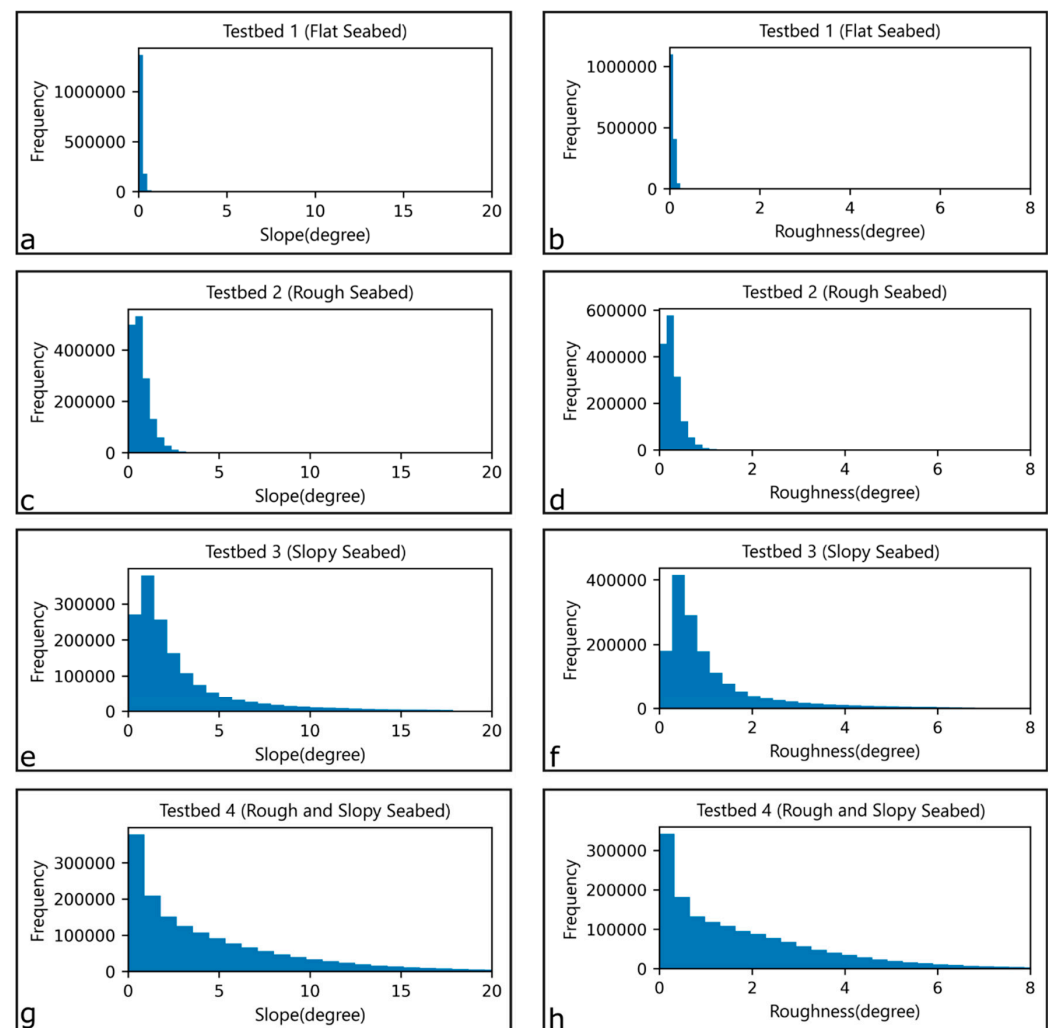 Testbed 1 (Flat Seabed)
1000000
500000
0
Frequency
0 5 10 15 20
Slope(degree)
a
Testbed 1 (Flat Seabed)
1000000
500000
0
Frequency
0 2 4 6 8
Roughness(degree)
b
Testbed 2 (Rough Seabed)
400000
200000
0
Frequency
0 5 10 15 20
Slope(degree)
c
Testbed 2 (Rough Seabed)
600000
400000
200000
0
Frequency
0 2 4 6 8
Roughness(degree)
d
Testbed 3 (Slopy Seabed)
300000
200000
100000
0
Frequency
0 5 10 15 20
Slope(degree)
e
Testbed 3 (Slopy Seabed)
400000
200000
0
Frequency
0 2 4 6 8
Roughness(degree)
f
Testbed 4 (Rough and Slopy Seabed)
300000
200000
100000
0
Frequency
0 5 10 15 20
Slope(degree)
g
Testbed 4 (Rough and Slopy Seabed)
300000
200000
100000
0
Frequency
0 2 4 6 8
Roughness(degree)
h